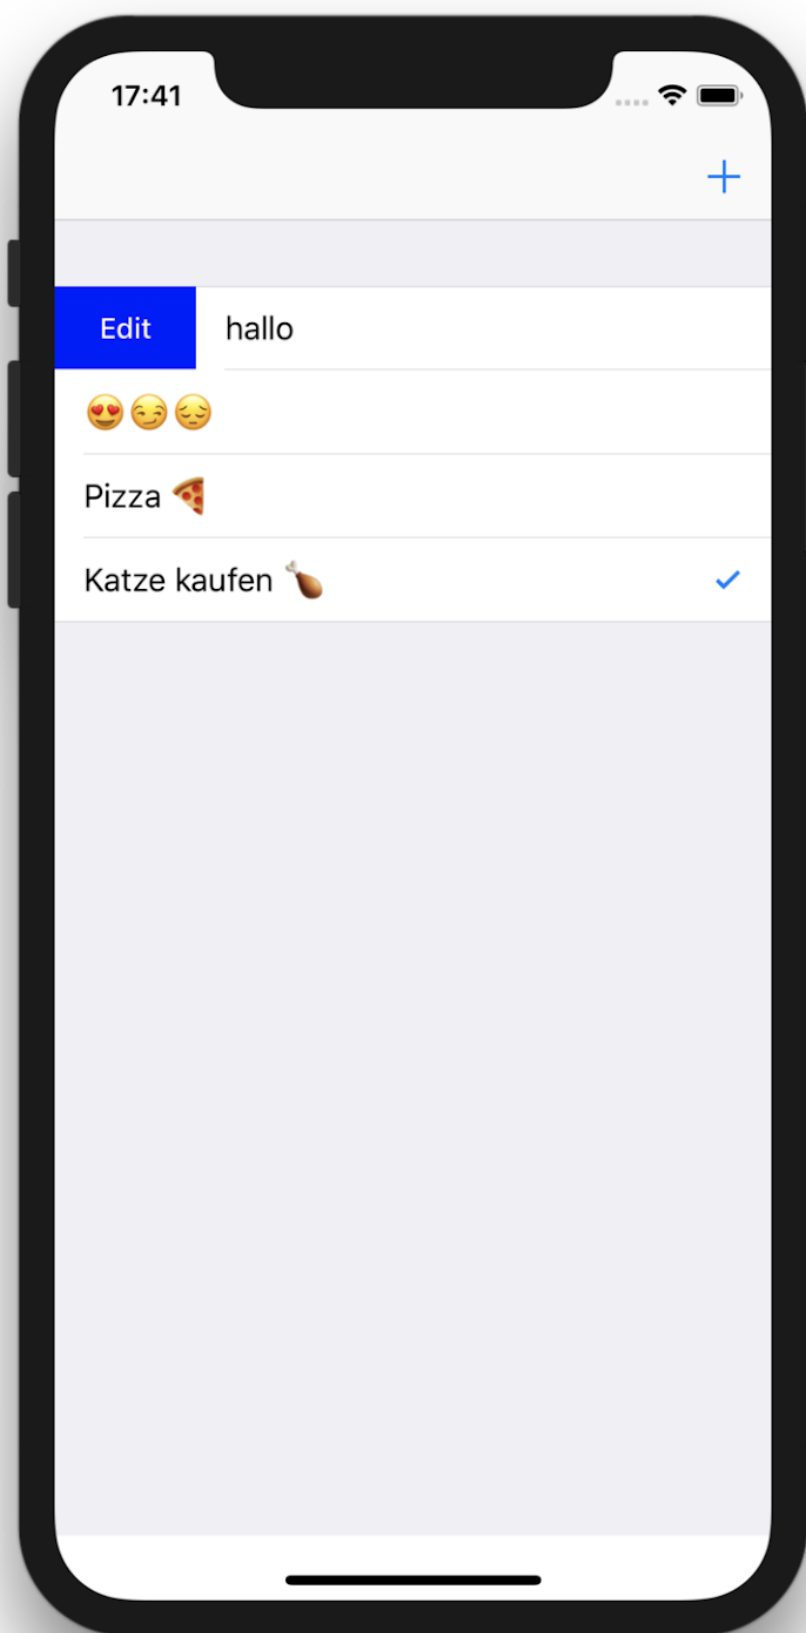 17:41
Edit hallo
😍😏😔
Pizza 🍕
Katze kaufen 🍗